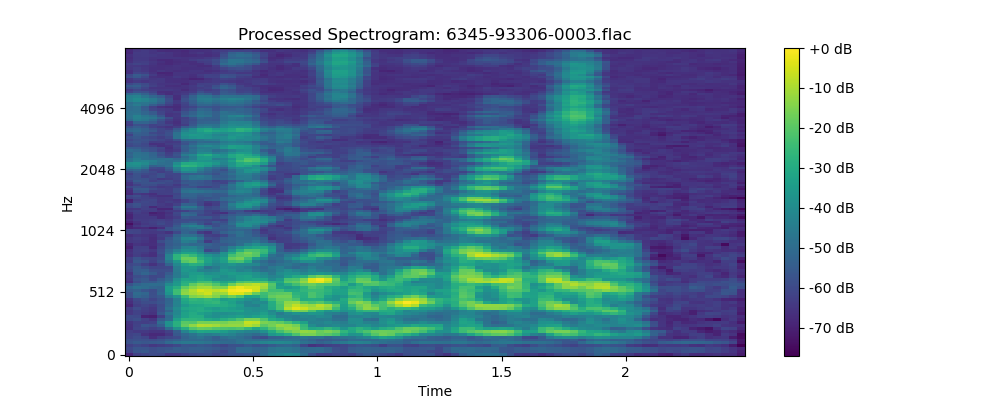 Processed Spectrogram: 6345-93306-0003.flac
Hz
4096
2048
1024
512
0
0 0.5 1 1.5 2
Time
+0 dB
-10 dB
-20 dB
-30 dB
-40 dB
-50 dB
-60 dB
-70 dB